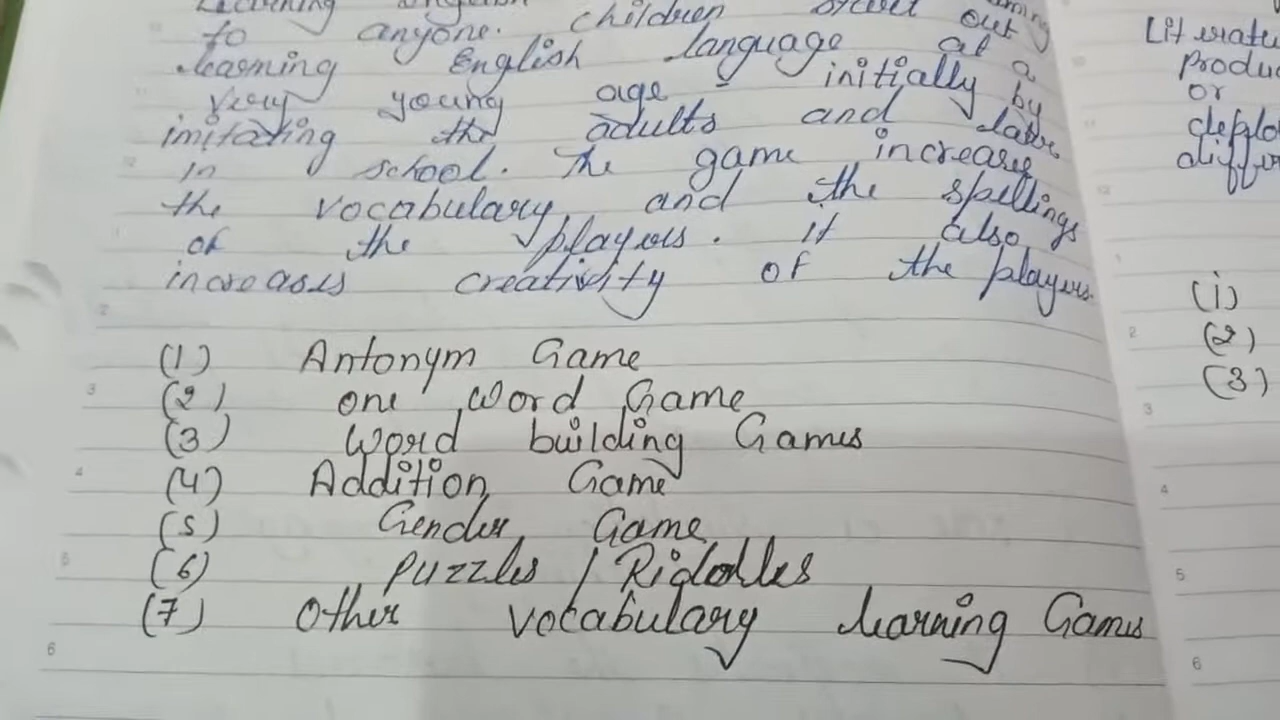 Learning English
to anyone. children start out
learning English language at a
very young age initially by
imitating the adults and later
in school. The game increases
the vocabulary and the spellings
of the players. it also
increases creativity of the players.
(1) Antonym Game
(2) one word Game
(3) Word building Games
(4) Addition Game
(5) Gender Game
(6) Puzzles / Riddles
(7) Other vocabulary learning Games
or
(i)
(2)
(3)